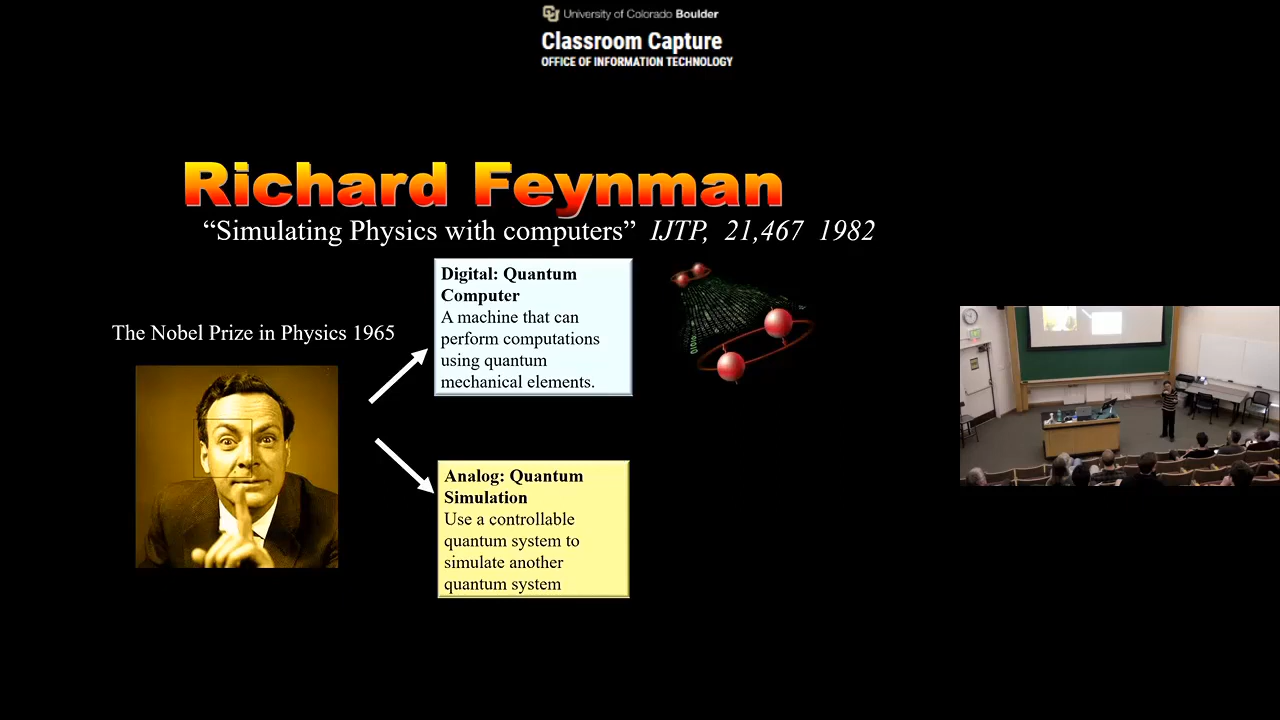 University of Colorado Boulder
Classroom Capture
OFFICE OF INFORMATION TECHNOLOGY
Richard Feynman
“Simulating Physics with computers” IJTP, 21,467 1982
Digital: Quantum
Computer
A machine that can
perform computations
using quantum
mechanical elements.
The Nobel Prize in Physics 1965
Analog: Quantum
Simulation
Use a controllable
quantum system to
simulate another
quantum system